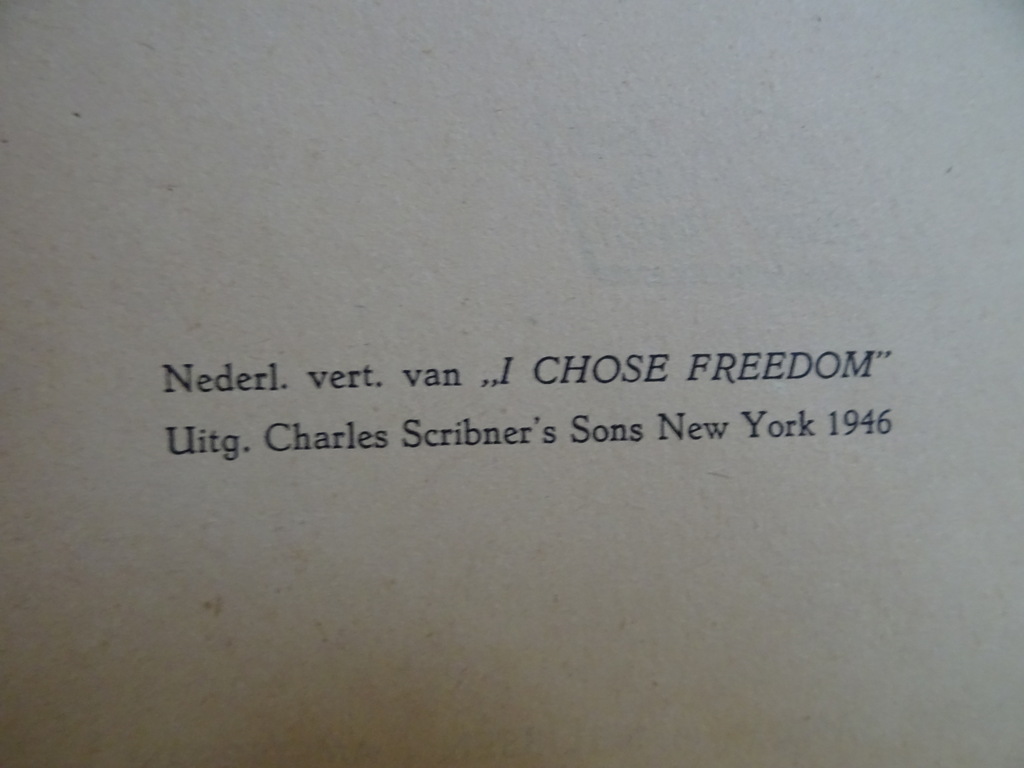 Nederl. vert. van „I CHOSE FREEDOM”
Uitg. Charles Scribner's Sons New York 1946